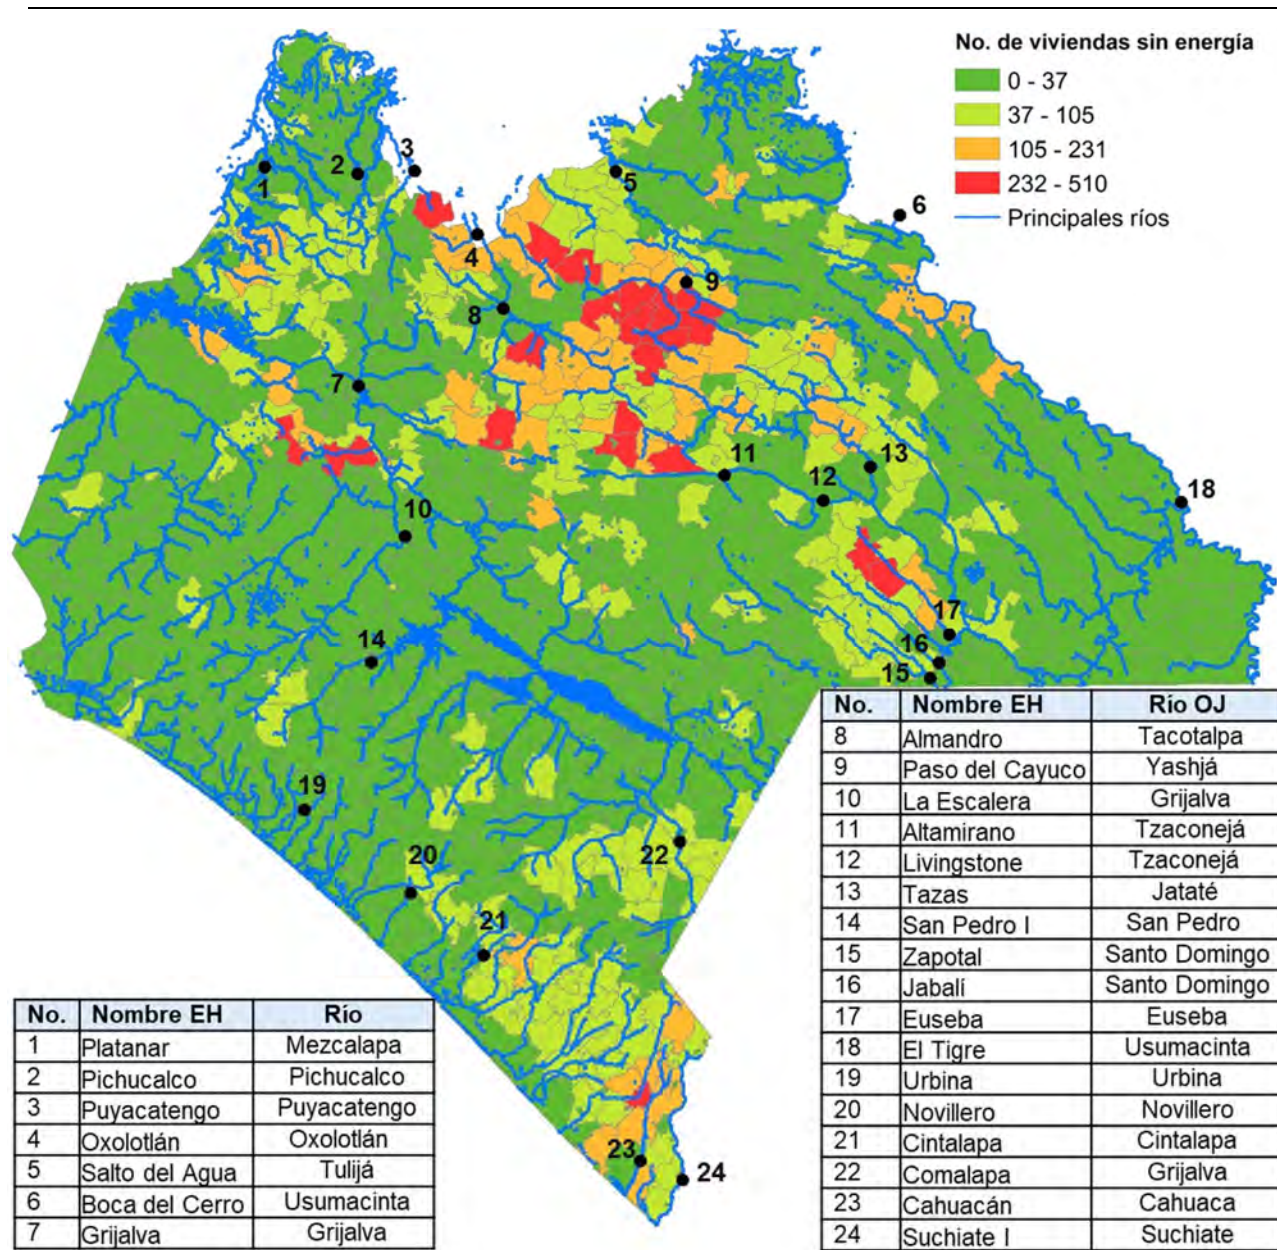 No. de viviendas sin energía
0 - 37
37 - 105
105 - 231
232 - 510
Principales ríos
1
2
3
4
5
6
7
8
9
10
11
12
13
14
15
16
17
18
19
20
21
22
23
24
No. Nombre EH Río
1 Platanar Mezcalapa
2 Pichucalco Pichucalco
3 Puyacatengo Puyacatengo
4 Oxolotlán Oxolotlán
5 Salto del Agua Tulijá
6 Boca del Cerro Usumacinta
7 Grijalva Grijalva
No. Nombre EH Río OJ
8 Almandro Tacotalpa
9 Paso del Cayuco Yashjá
10 La Escalera Grijalva
11 Altamirano Tzaconejá
12 Livingstone Tzaconejá
13 Tazas Jataté
14 San Pedro I San Pedro
15 Zapotal Santo Domingo
16 Jabalí Santo Domingo
17 Euseba Euseba
18 El Tigre Usumacinta
19 Urbina Urbina
20 Novillero Novillero
21 Cintalapa Cintalapa
22 Comalapa Grijalva
23 Cahuacán Cahuaca
24 Suchiate I Suchiate